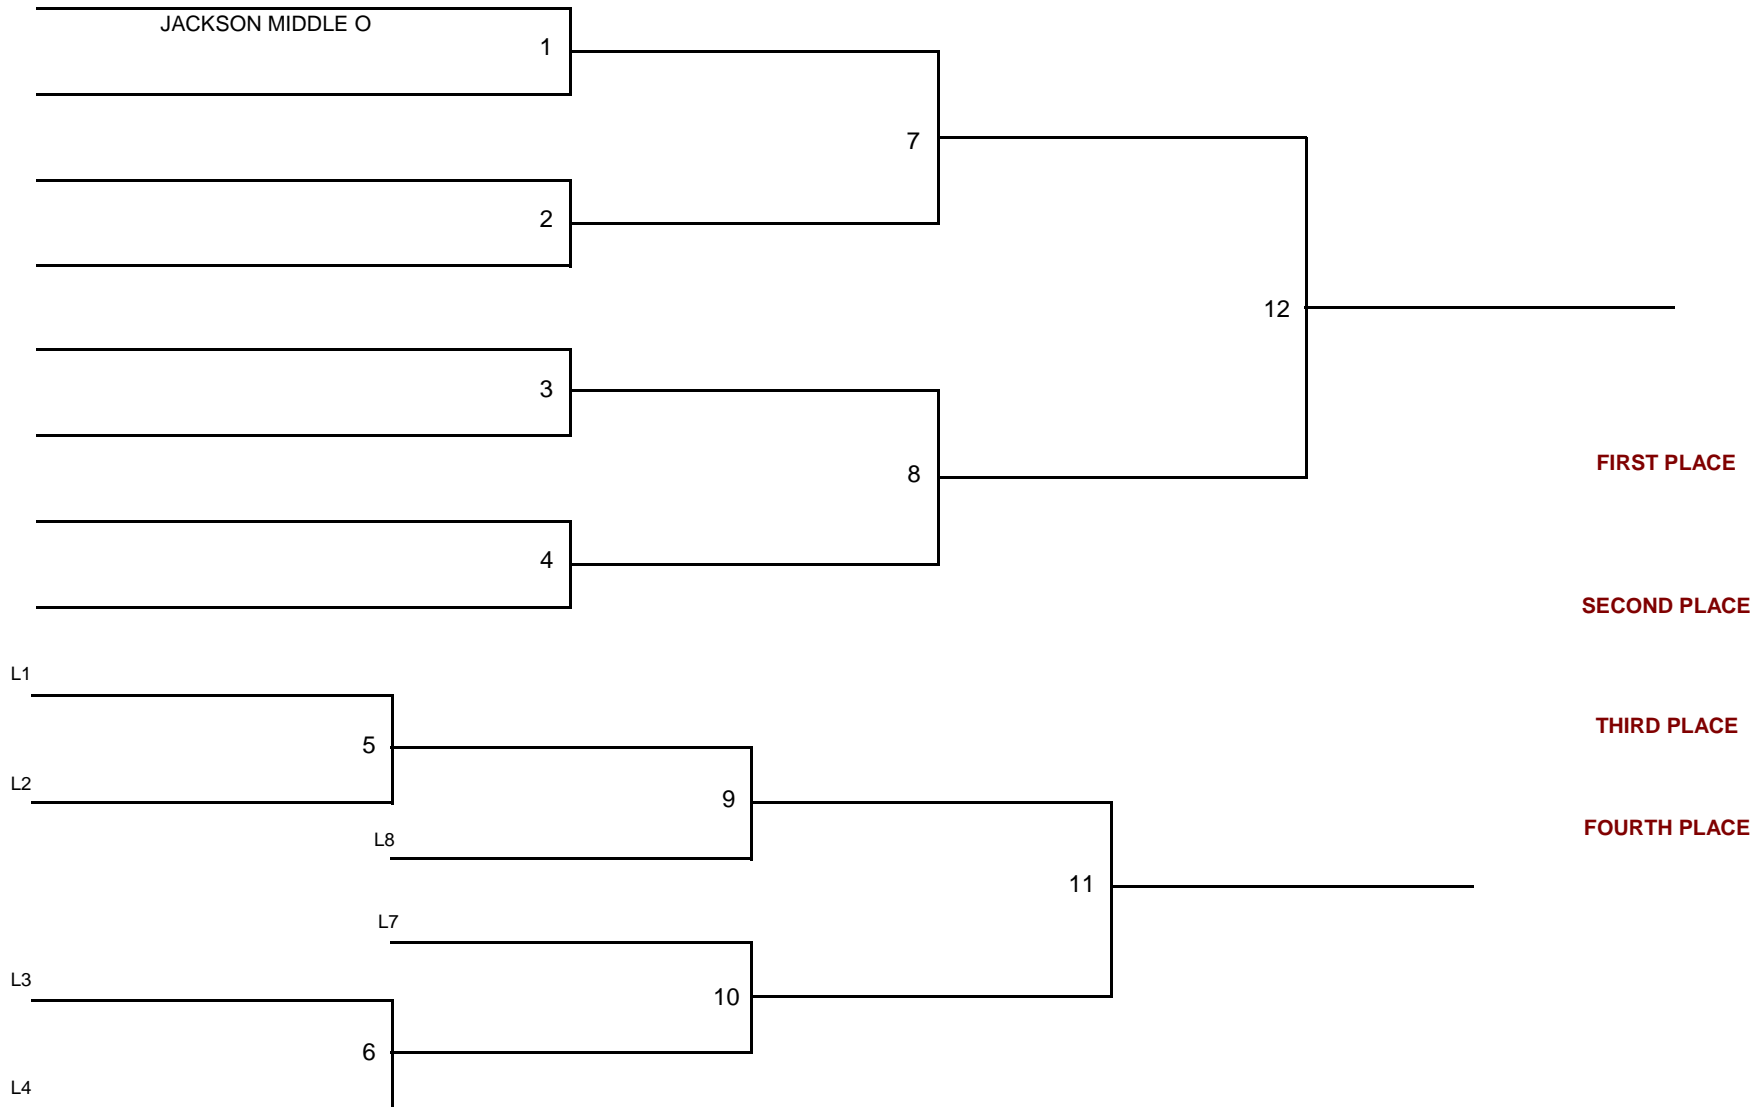 JACKSON MIDDLE O
1
7
2
12
3
FIRST PLACE
8
4
SECOND PLACE
L1
THIRD PLACE
5
L2
9
FOURTH PLACE
L8
11
L7
L3
10
6
L4